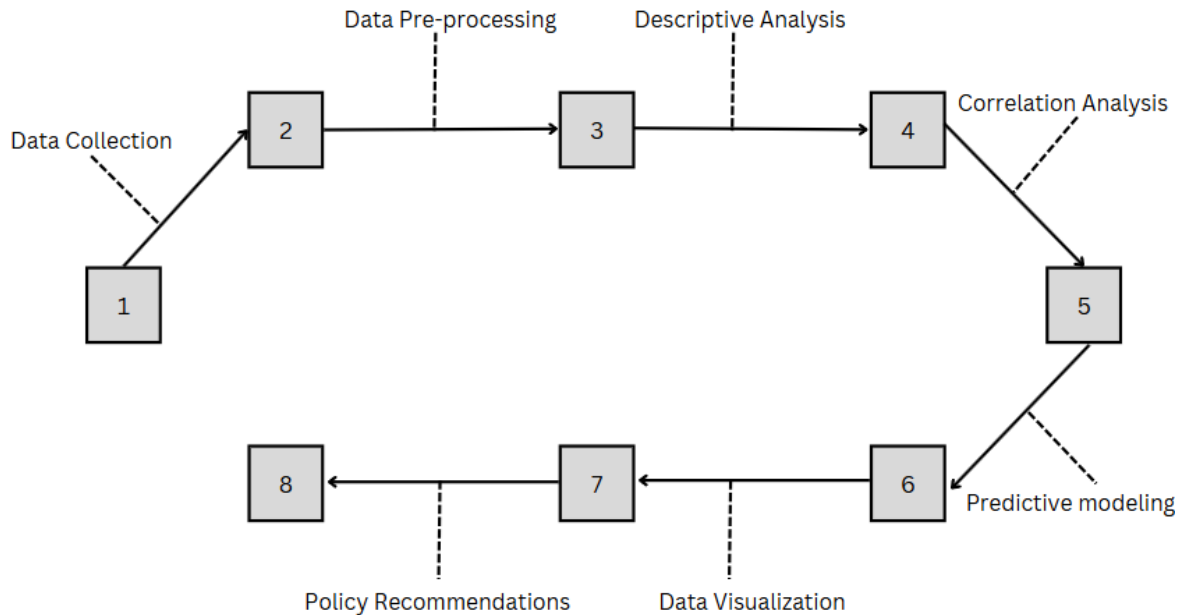 Data Pre-processing
Descriptive Analysis
Correlation Analysis
Data Collection
2
3
4
1
5
8
7
6
Predictive modeling
Policy Recommendations
Data Visualization